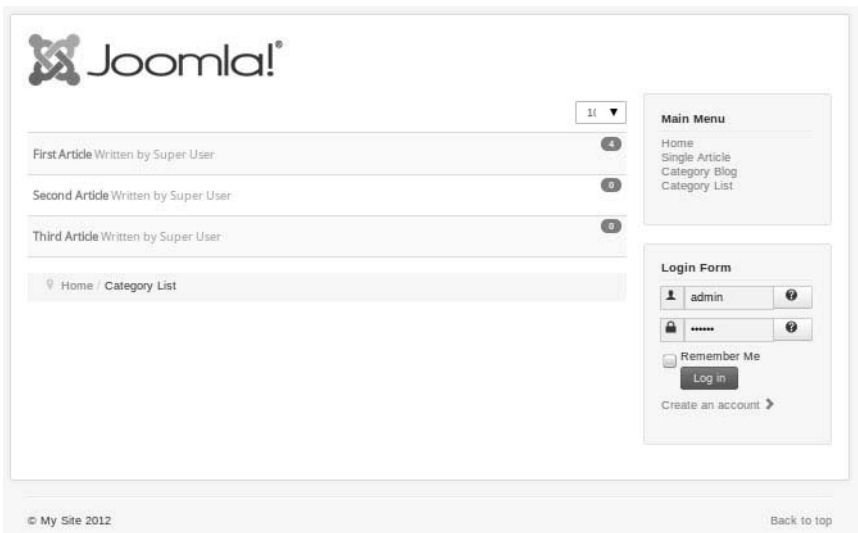 Joomla!®
10
First Article Written by Super User
4
Second Article Written by Super User
0
Third Article Written by Super User
0
Home / Category List
Main Menu
Home
Single Article
Category Blog
Category List
Login Form
admin
••••••
Remember Me
Log in
Create an account
© My Site 2012
Back to top